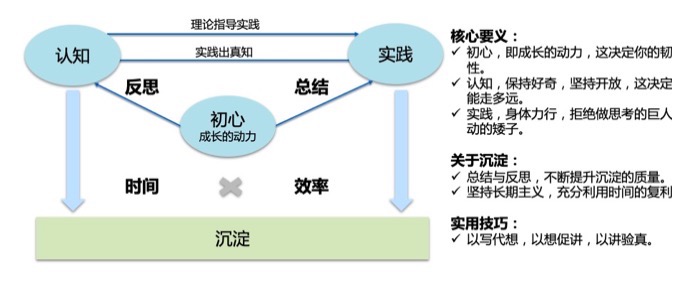 理论指导实践
认知
实践出真知
实践
反思
总结
初心
成长的动力
时间
效率
沉淀
核心要义：
✓ 初心，即成长的动力，这决定你的韧
性。
✓ 认知，保持好奇，坚持开放，这决定
能走多远。
✓ 实践，身体力行，拒绝做思考的巨人
动的矮子。
关于沉淀：
✓ 总结与反思，不断提升沉淀的质量。
✓ 坚持长期主义，充分利用时间的复利
实用技巧：
✓ 以写代想，以想促讲，以讲验真。